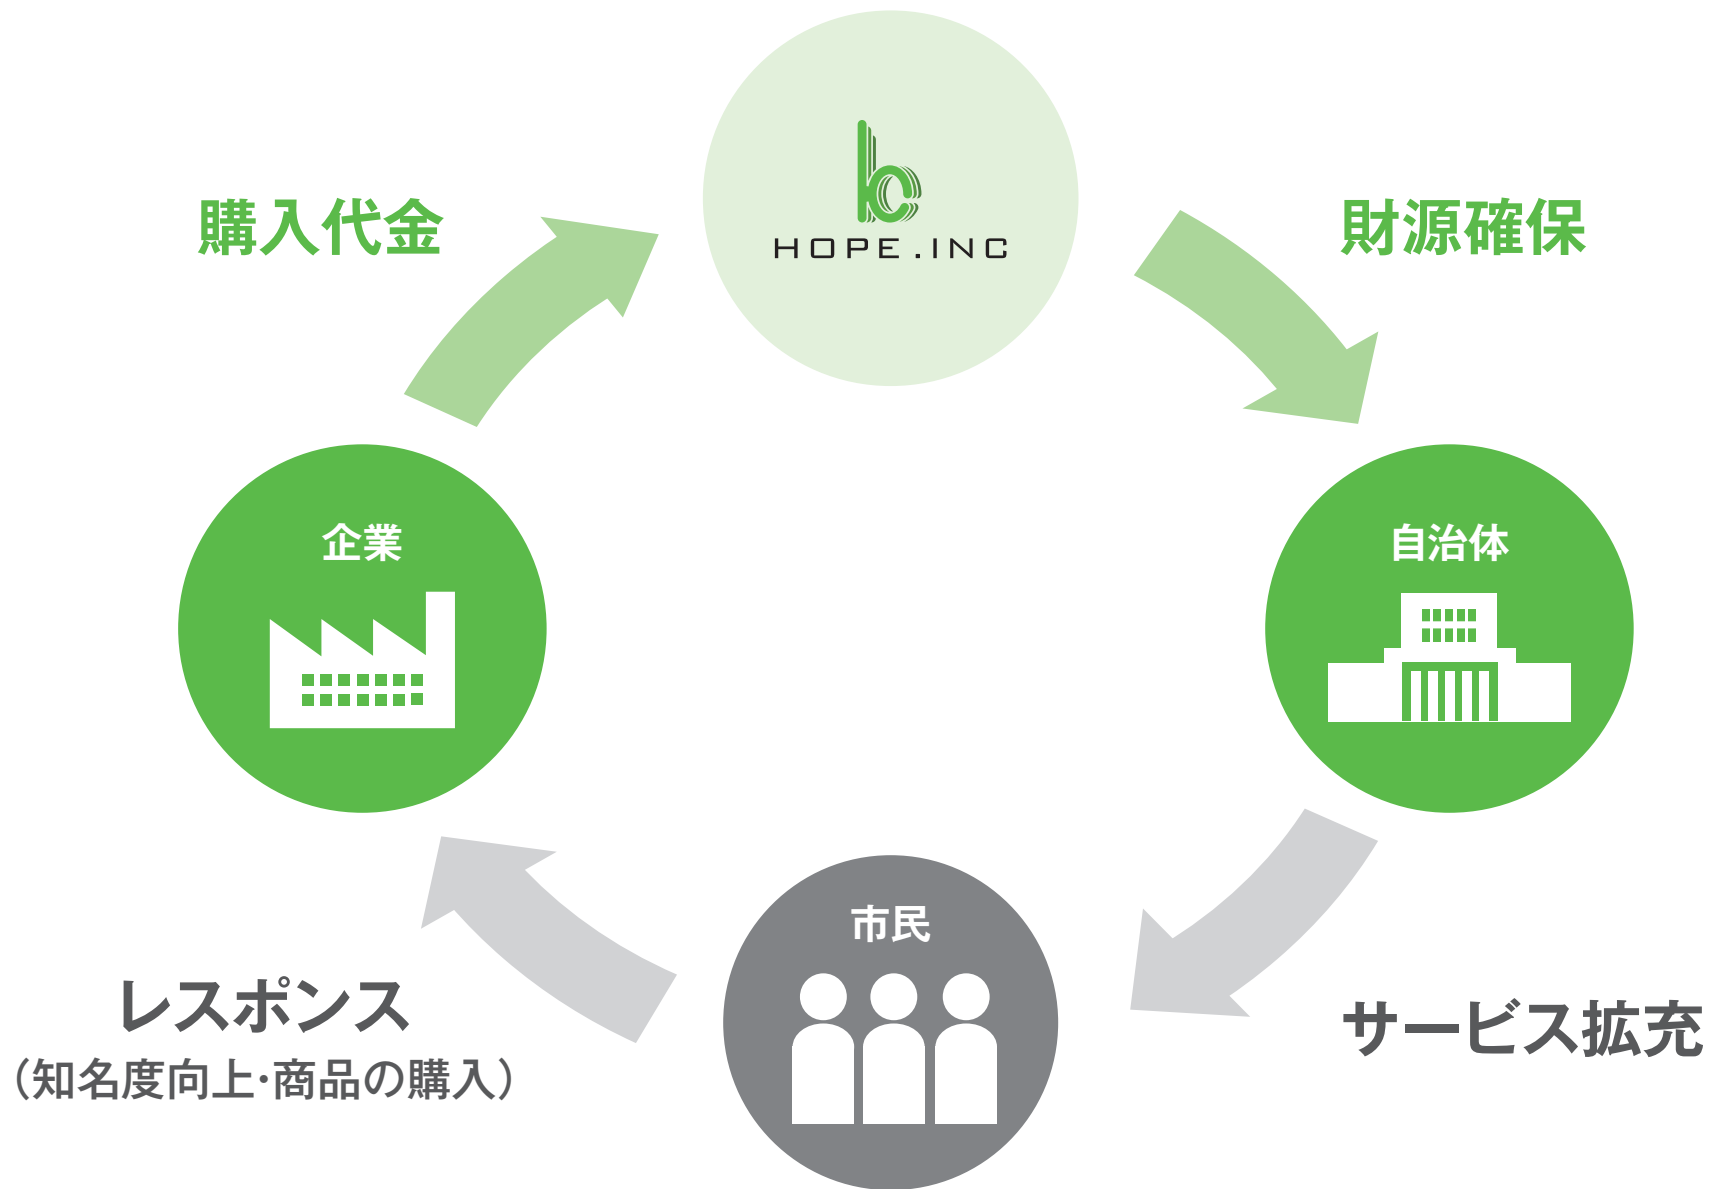 HOPE.INC
購入代金
財源確保
企業
自治体
市民
レスポンス
（知名度向上・商品の購入）
サービス拡充